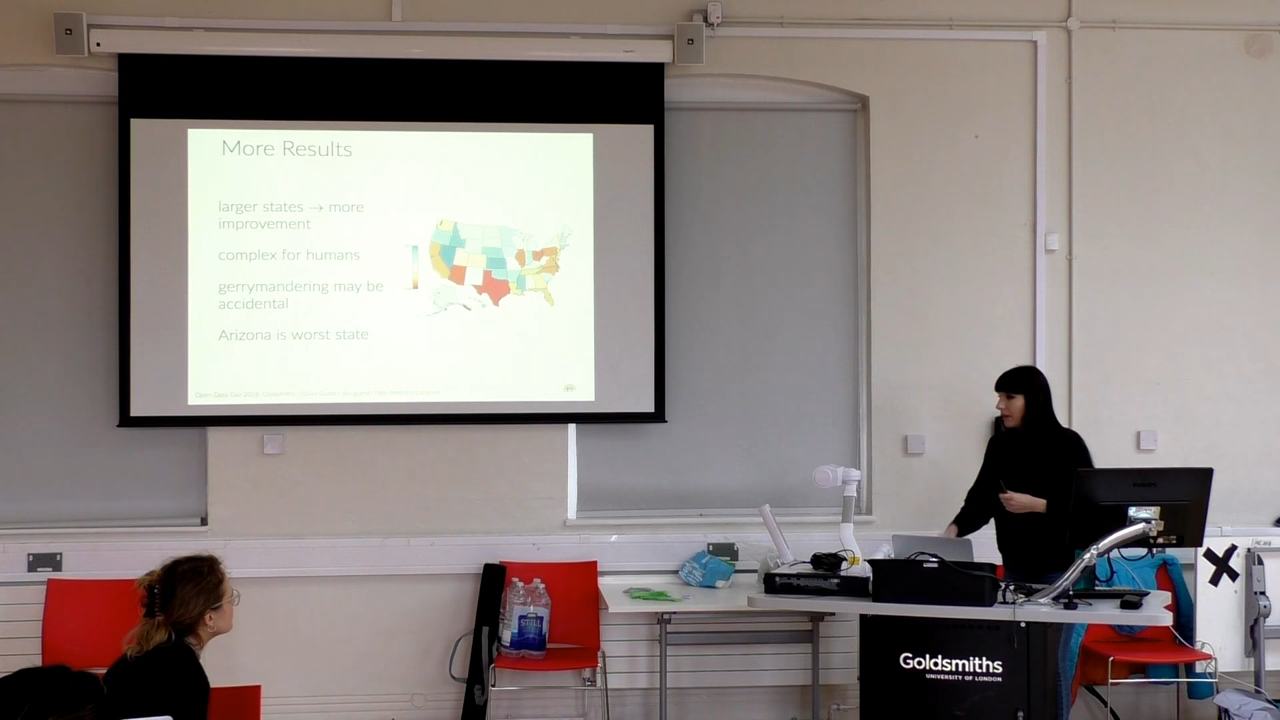 More Results
larger states → more
improvement
complex for humans
gerrymandering may be
accidental
Arizona is worst state
STILL
PHILIPS
Goldsmiths
UNIVERSITY OF LONDON